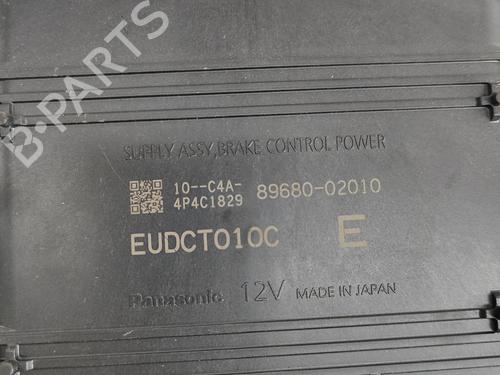 B-PARTS
SUPPLY ASSY,BRAKE CONTROL POWER
10--C4A-
4P4C1829
89680-02010
EUDCT010C E
Panasonic 12V MADE IN JAPAN